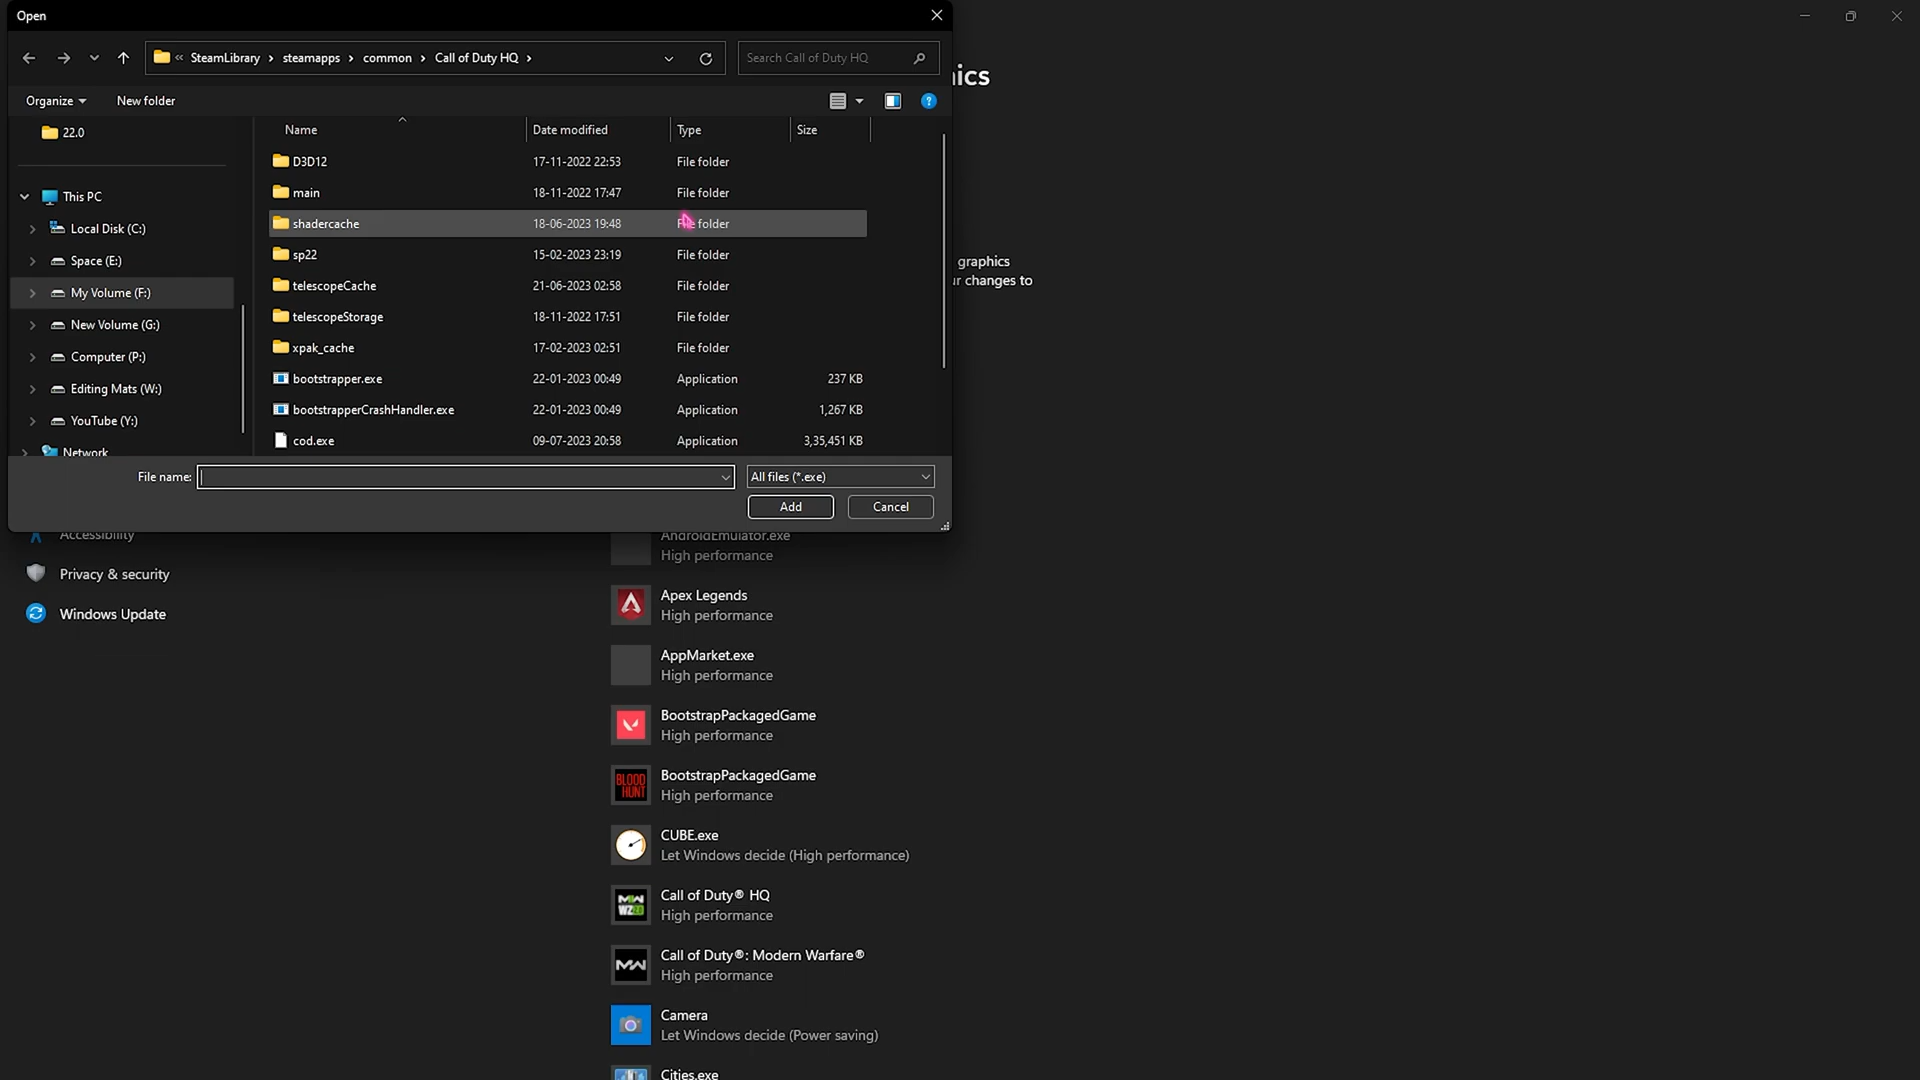 Open
SteamLibrary > steamapps > common > Call of Duty HQ >
Search Call of Duty HQ
ics
Organize
New folder
22.0
This PC
Local Disk (C:)
Space (E:)
My Volume (F:)
New Volume (G:)
Computer (P:)
Editing Mats (W:)
YouTube (Y:)
Network
Name Date modified Type Size
D3D12 17-11-2022 22:53 File folder
main 18-11-2022 17:47 File folder
shadercache 18-06-2023 19:48 File folder
sp22 15-02-2023 23:19 File folder
telescopeCache 21-06-2023 02:58 File folder
telescopeStorage 18-11-2022 17:51 File folder
xpak_cache 17-02-2023 02:51 File folder
bootstrapper.exe 22-01-2023 00:49 Application 237 KB
bootstrapperCrashHandler.exe 22-01-2023 00:49 Application 1,267 KB
cod.exe 09-07-2023 20:58 Application 3,35,451 KB
graphics
ur changes to
File name:
All files (*.exe)
Add
Cancel
Accessibility
Privacy & security
Windows Update
AndroidEmulator.exe
High performance
Apex Legends
High performance
AppMarket.exe
High performance
BootstrapPackagedGame
High performance
BLOOD
HUNT
BootstrapPackagedGame
High performance
CUBE.exe
Let Windows decide (High performance)
MW
WZ2.0
Call of Duty® HQ
High performance
MW
Call of Duty®: Modern Warfare®
High performance
Camera
Let Windows decide (Power saving)
Cities.exe